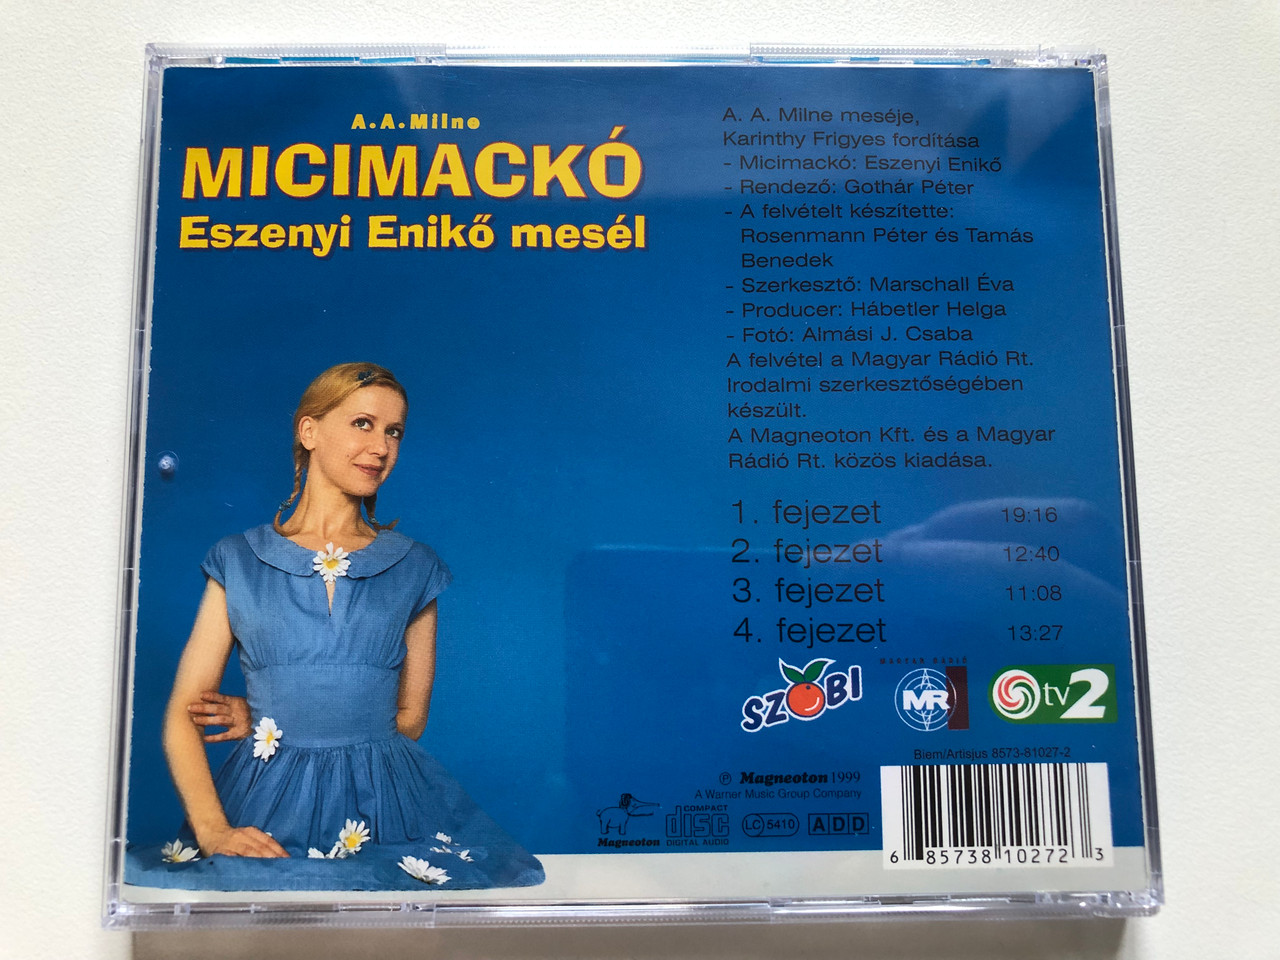 A.A.Milne
MICIMACKÓ
Eszenyi Enikő mesél
A. A. Milne meséje,
Karinthy Frigyes fordítása
- Micimackó: Eszenyi Enikő
- Rendező: Gothár Péter
- A felvételt készítette:
Rosenmann Péter és Tamás
Benedek
- Szerkesztő: Marschall Éva
- Producer: Hábetler Helga
- Fotó: Almási J. Csaba
A felvétel a Magyar Rádió Rt.
Irodalmi szerkesztőségében
készült.
A Magneoton Kft. és a Magyar
Rádió Rt. közös kiadása.
1. fejezet 19:16
2. fejezet 12:40
3. fejezet 11:08
4. fejezet 13:27
SZOBI
MAGYAR RÁDIÓ
MR
tv2
Biem/Artisjus 8573-81027-2
℗ Magneoton 1999
A Warner Music Group Company
Magneoton
COMPACT
disc
DIGITAL AUDIO
LC 5410
ADD
6 85738 10272 3